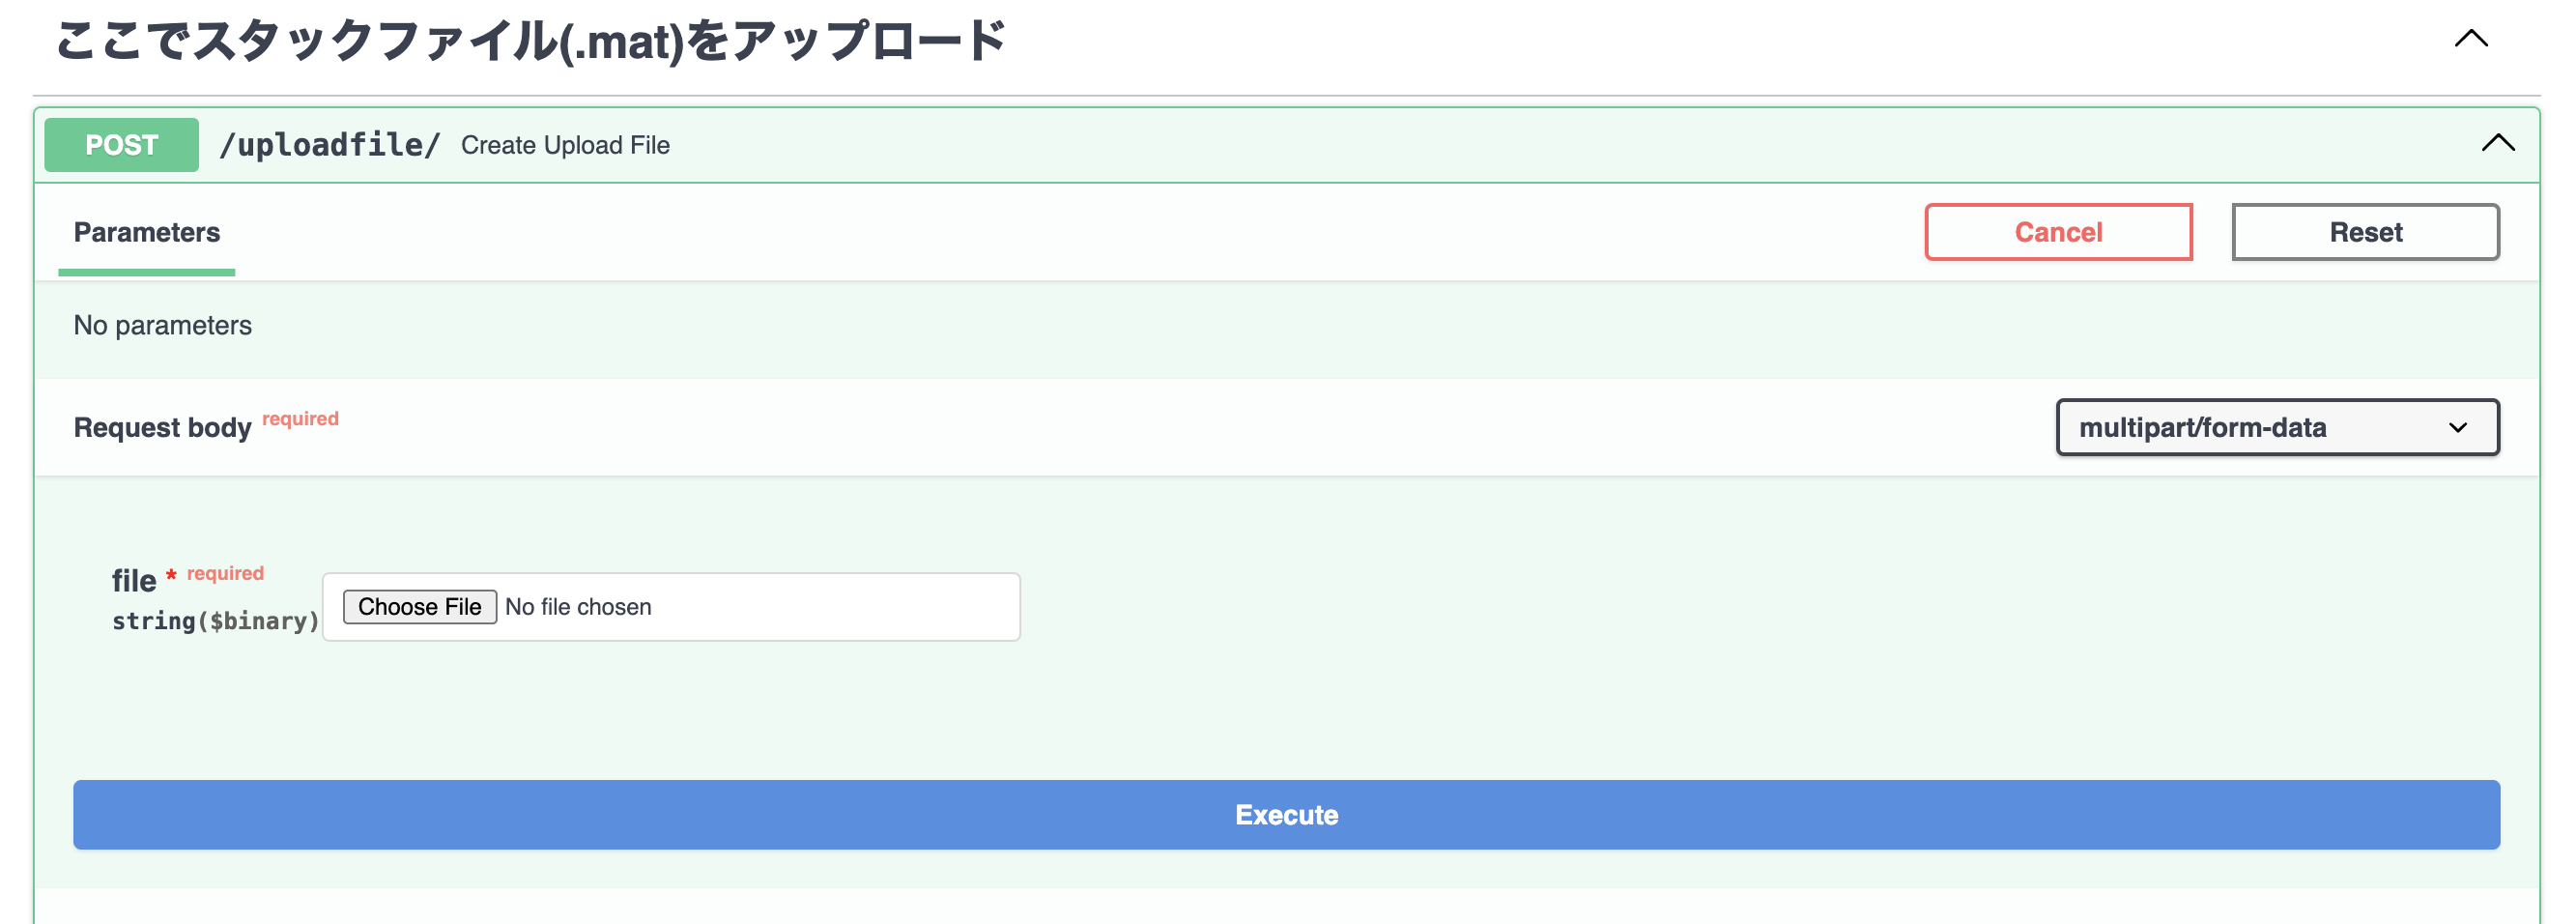 ここでスタックファイル(.mat)をアップロード
POST /uploadfile/ Create Upload File
Parameters Cancel Reset
No parameters
Request body required multipart/form-data
file * required
string($binary) Choose File No file chosen
Execute